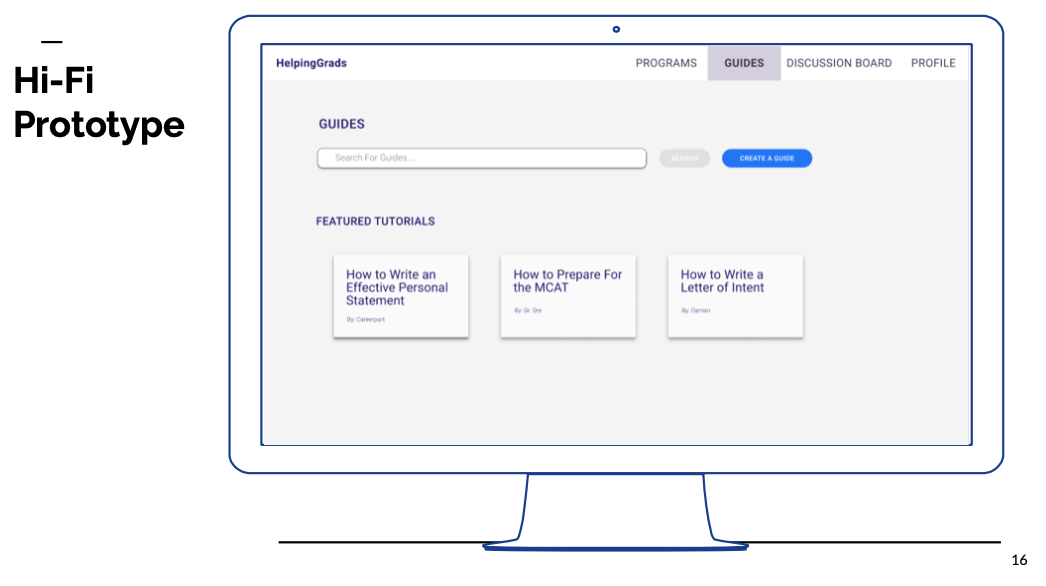 Hi-Fi
Prototype
HelpingGrads
PROGRAMS GUIDES DISCUSSION BOARD PROFILE
GUIDES
Search For Guides... SEARCH CREATE A GUIDE
FEATURED TUTORIALS
How to Write an
Effective Personal
Statement
By: Careerpart
How to Prepare For
the MCAT
By: Dr. Dre
How to Write a
Letter of Intent
By: Daman
16